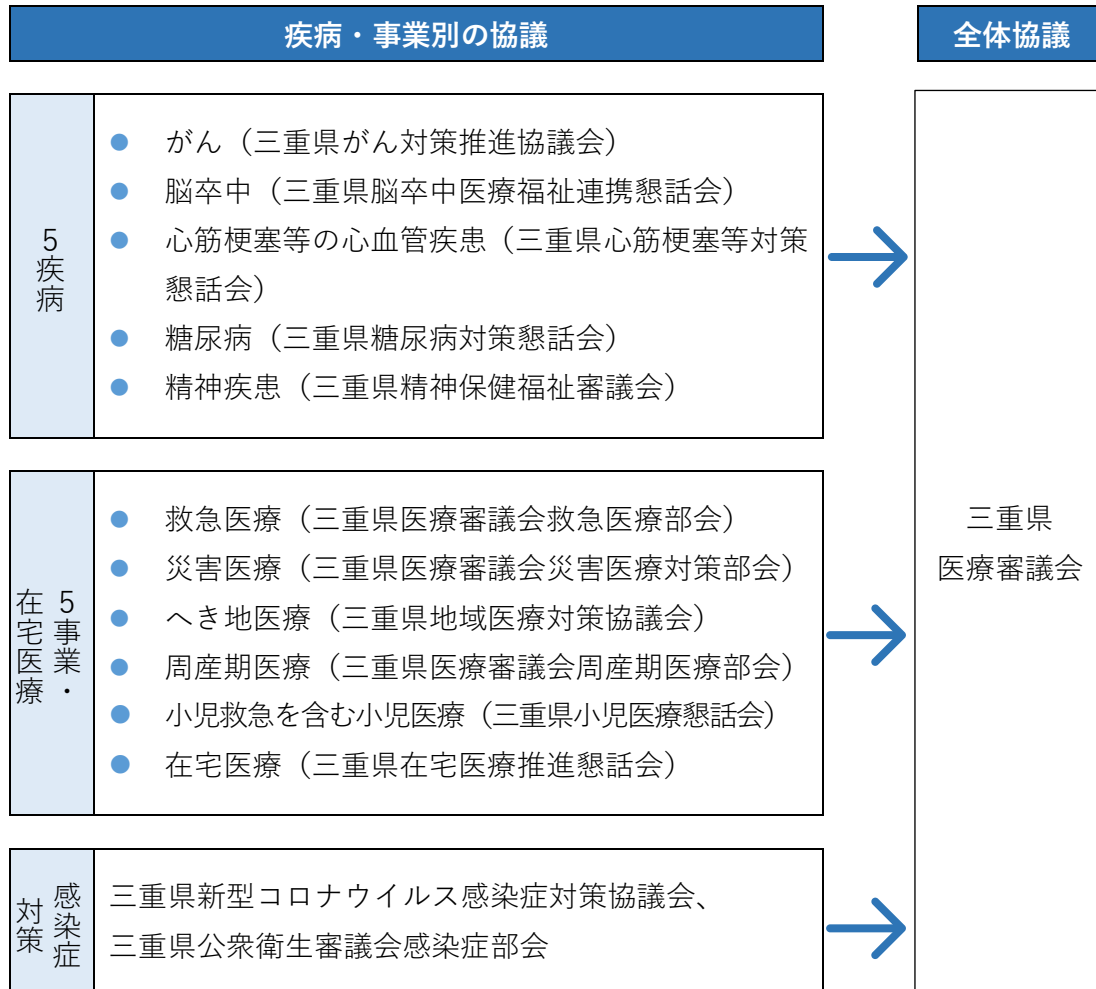 疾病・事業別の協議
全体協議
5疾病
● がん（三重県がん対策推進協議会）
● 脳卒中（三重県脳卒中医療福祉連携懇話会）
● 心筋梗塞等の心血管疾患（三重県心筋梗塞等対策
懇話会）
● 糖尿病（三重県糖尿病対策懇話会）
● 精神疾患（三重県精神保健福祉審議会）
5事業・
在宅医療
● 救急医療（三重県医療審議会救急医療部会）
● 災害医療（三重県医療審議会災害医療対策部会）
● へき地医療（三重県地域医療対策協議会）
● 周産期医療（三重県医療審議会周産期医療部会）
● 小児救急を含む小児医療（三重県小児医療懇話会）
● 在宅医療（三重県在宅医療推進懇話会）
感染症
対策
三重県新型コロナウイルス感染症対策協議会、
三重県公衆衛生審議会感染症部会
三重県
医療審議会